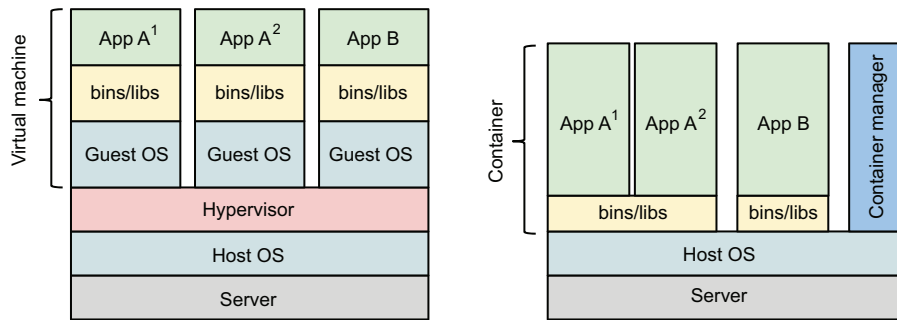 Virtual machine
App A¹ App A² App B
bins/libs bins/libs bins/libs
Guest OS Guest OS Guest OS
Hypervisor
Host OS
Server
Container
App A¹ App A² App B
bins/libs bins/libs
Container manager
Host OS
Server